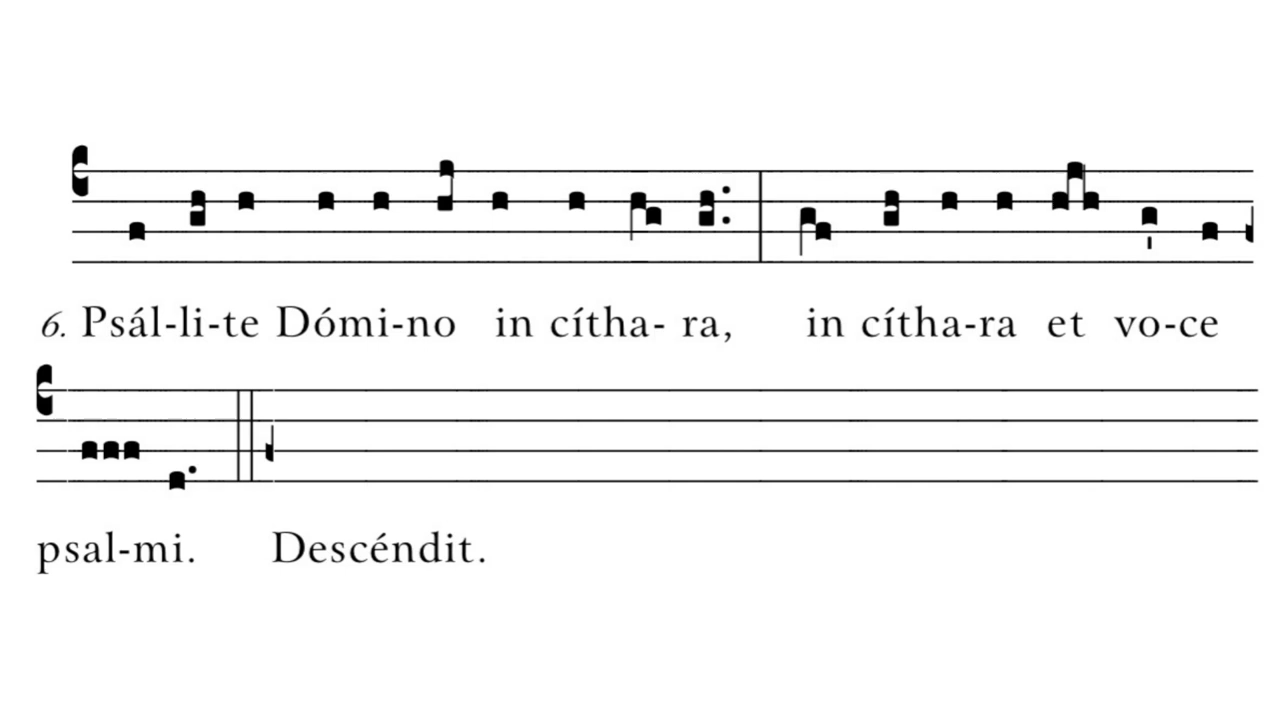 6. Psál-li-te Dómi-no in cítha- ra, in cítha-ra et vo-ce
psal-mi. Descéndit.